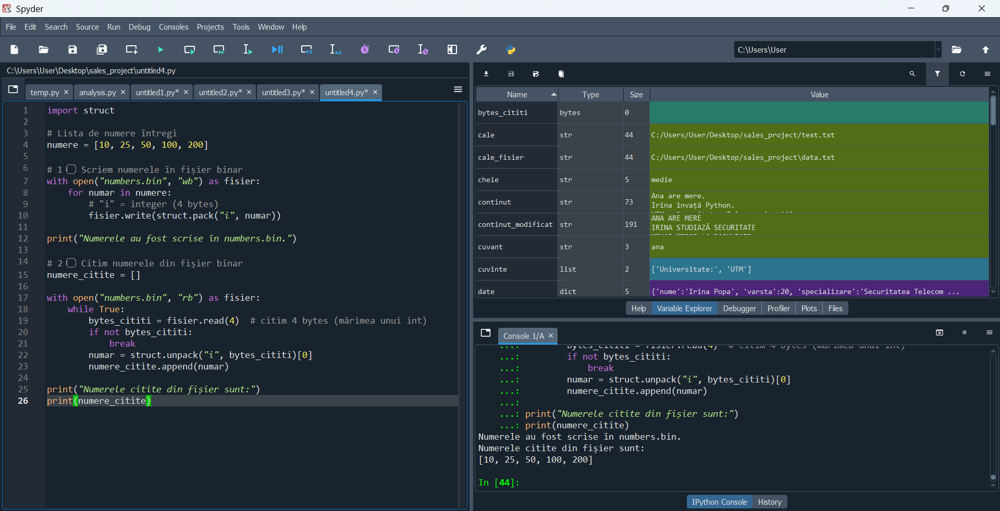 Spyder
File Edit Search Source Run Debug Consoles Projects Tools Window Help
C:\Users\User
C:\Users\User\Desktop\sales_project\untitled4.py
temp.py analysis.py untitled1.py* untitled2.py* untitled3.py* untitled4.py*
1 import struct
2
3 # Lista de numere întregi
4 numere = [10, 25, 50, 100, 200]
5
6 # 1 Scriem numerele în fișier binar
7 with open("numbers.bin", "wb") as fisier:
8 for numar in numere:
9 # "i" = integer (4 bytes)
10 fisier.write(struct.pack("i", numar))
11
12 print("Numerele au fost scrise în numbers.bin.")
13
14 # 2 Citim numerele din fișier binar
15 numere_citite = []
16
17 with open("numbers.bin", "rb") as fisier:
18 while True:
19 bytes_cititi = fisier.read(4) # citim 4 bytes (mărimea unui int)
20 if not bytes_cititi:
21 break
22 numar = struct.unpack("i", bytes_cititi)[0]
23 numere_citite.append(numar)
24
25 print("Numerele citite din fișier sunt:")
26 print(numere_citite)
Name Type Size Value
bytes_cititi bytes 0
cale str 44 C:/Users/User/Desktop/sales_project/text.txt
cale_fisier str 44 C:/Users/User/Desktop/sales_project\data.txt
cheie str 5 medie
continut str 73 Ana are mere.
Irina învață Python.
continut_modificat str 191 ANA ARE MERE
IRINA STUDIAZĂ SECURITATE
cuvant str 3 ana
cuvinte list 2 ['Universitate:', 'UTM']
date dict 5 {'nume':'Irina Popa', 'varsta':20, 'specializare':'Securitatea Telecom ...
Help Variable Explorer Debugger Profiler Plots Files
Console 1/A
...: bytes_cititi = fisier.read(4) # citim 4 bytes (mărimea unui int)
...: if not bytes_cititi:
...: break
...: numar = struct.unpack("i", bytes_cititi)[0]
...: numere_citite.append(numar)
...:
...: print("Numerele citite din fișier sunt:")
...: print(numere_citite)
Numerele au fost scrise în numbers.bin.
Numerele citite din fișier sunt:
[10, 25, 50, 100, 200]
In [44]:
IPython Console History